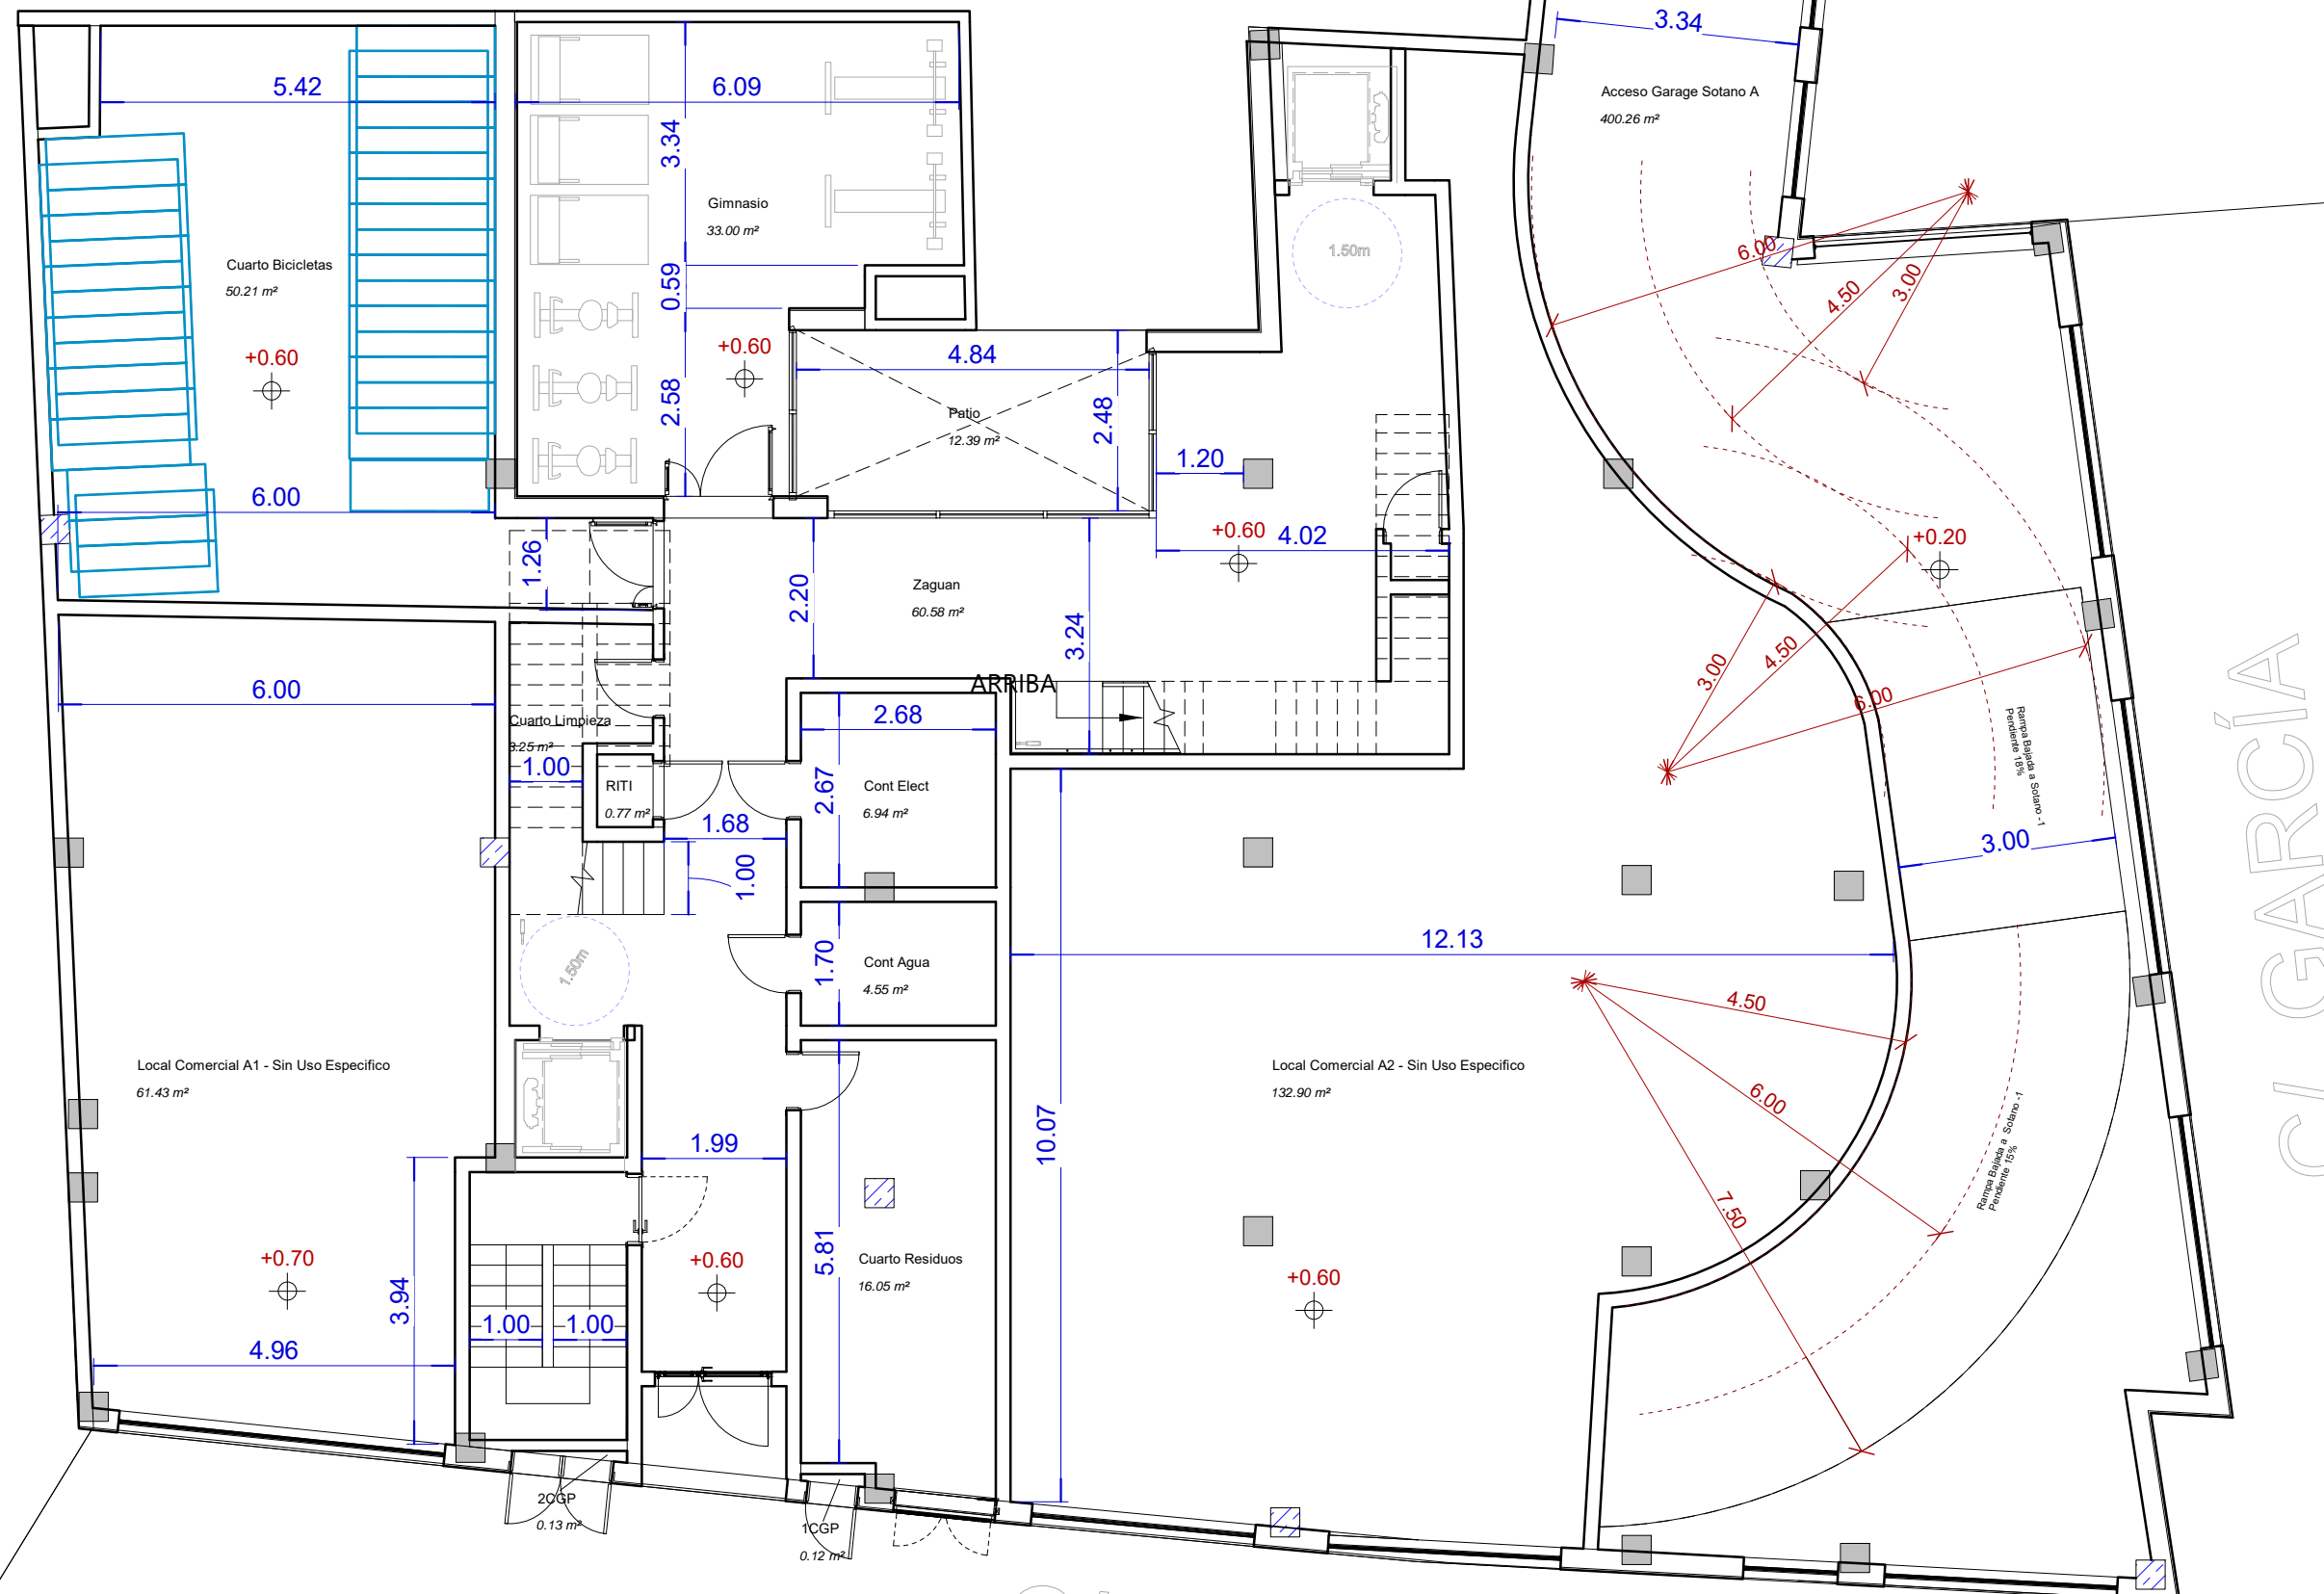 3.34
5.42
6.09
Acceso Garage Sotano A
400.26 m²
3.34
Gimnasio
33.00 m²
1.50m
6.00
Cuarto Bicicletas
50.21 m²
0.59
4.50
3.00
+0.60
+0.60
4.84
2.58
Patio
12.39 m²
2.48
1.20
6.00
+0.60
4.02
+0.20
1.26
2.20
Zaguan
60.58 m²
3.24
3.00
4.50
6.00
ARRIBA
6.00
Cuarto Limpieza
3.25 m²
2.68
Rampa Bajada a Sotano -1
Pendiente 18%
1.00
RITI
0.77 m²
2.67
Cont Elect
6.94 m²
1.68
1.00
3.00
C/ GARCÍA
12.13
1.50m
1.70
Cont Agua
4.55 m²
4.50
Local Comercial A1 - Sin Uso Especifico
61.43 m²
Local Comercial A2 - Sin Uso Especifico
132.90 m²
6.00
10.07
Rampa Bajada a Sotano -1
Pendiente 15%
1.99
7.50
5.81
+0.70
+0.60
Cuarto Residuos
16.05 m²
+0.60
3.94
1.00
1.00
4.96
2CGP
0.13 m²
1CGP
0.12 m²